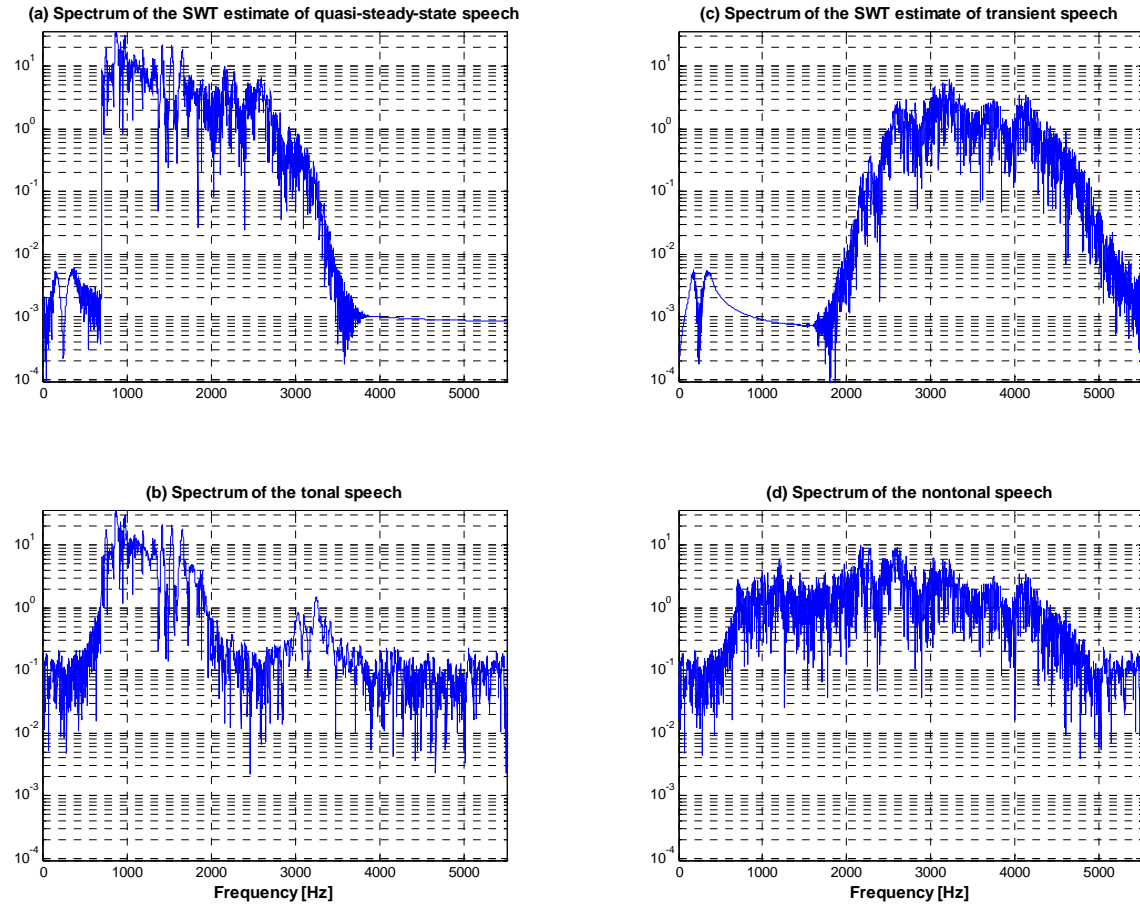 (a) Spectrum of the SWT estimate of quasi-steady-state speech
10^1
10^0
10^-1
10^-2
10^-3
10^-4
0 1000 2000 3000 4000 5000
(c) Spectrum of the SWT estimate of transient speech
10^1
10^0
10^-1
10^-2
10^-3
10^-4
0 1000 2000 3000 4000 5000
(b) Spectrum of the tonal speech
10^1
10^0
10^-1
10^-2
10^-3
10^-4
0 1000 2000 3000 4000 5000
Frequency [Hz]
(d) Spectrum of the nontonal speech
10^1
10^0
10^-1
10^-2
10^-3
10^-4
0 1000 2000 3000 4000 5000
Frequency [Hz]